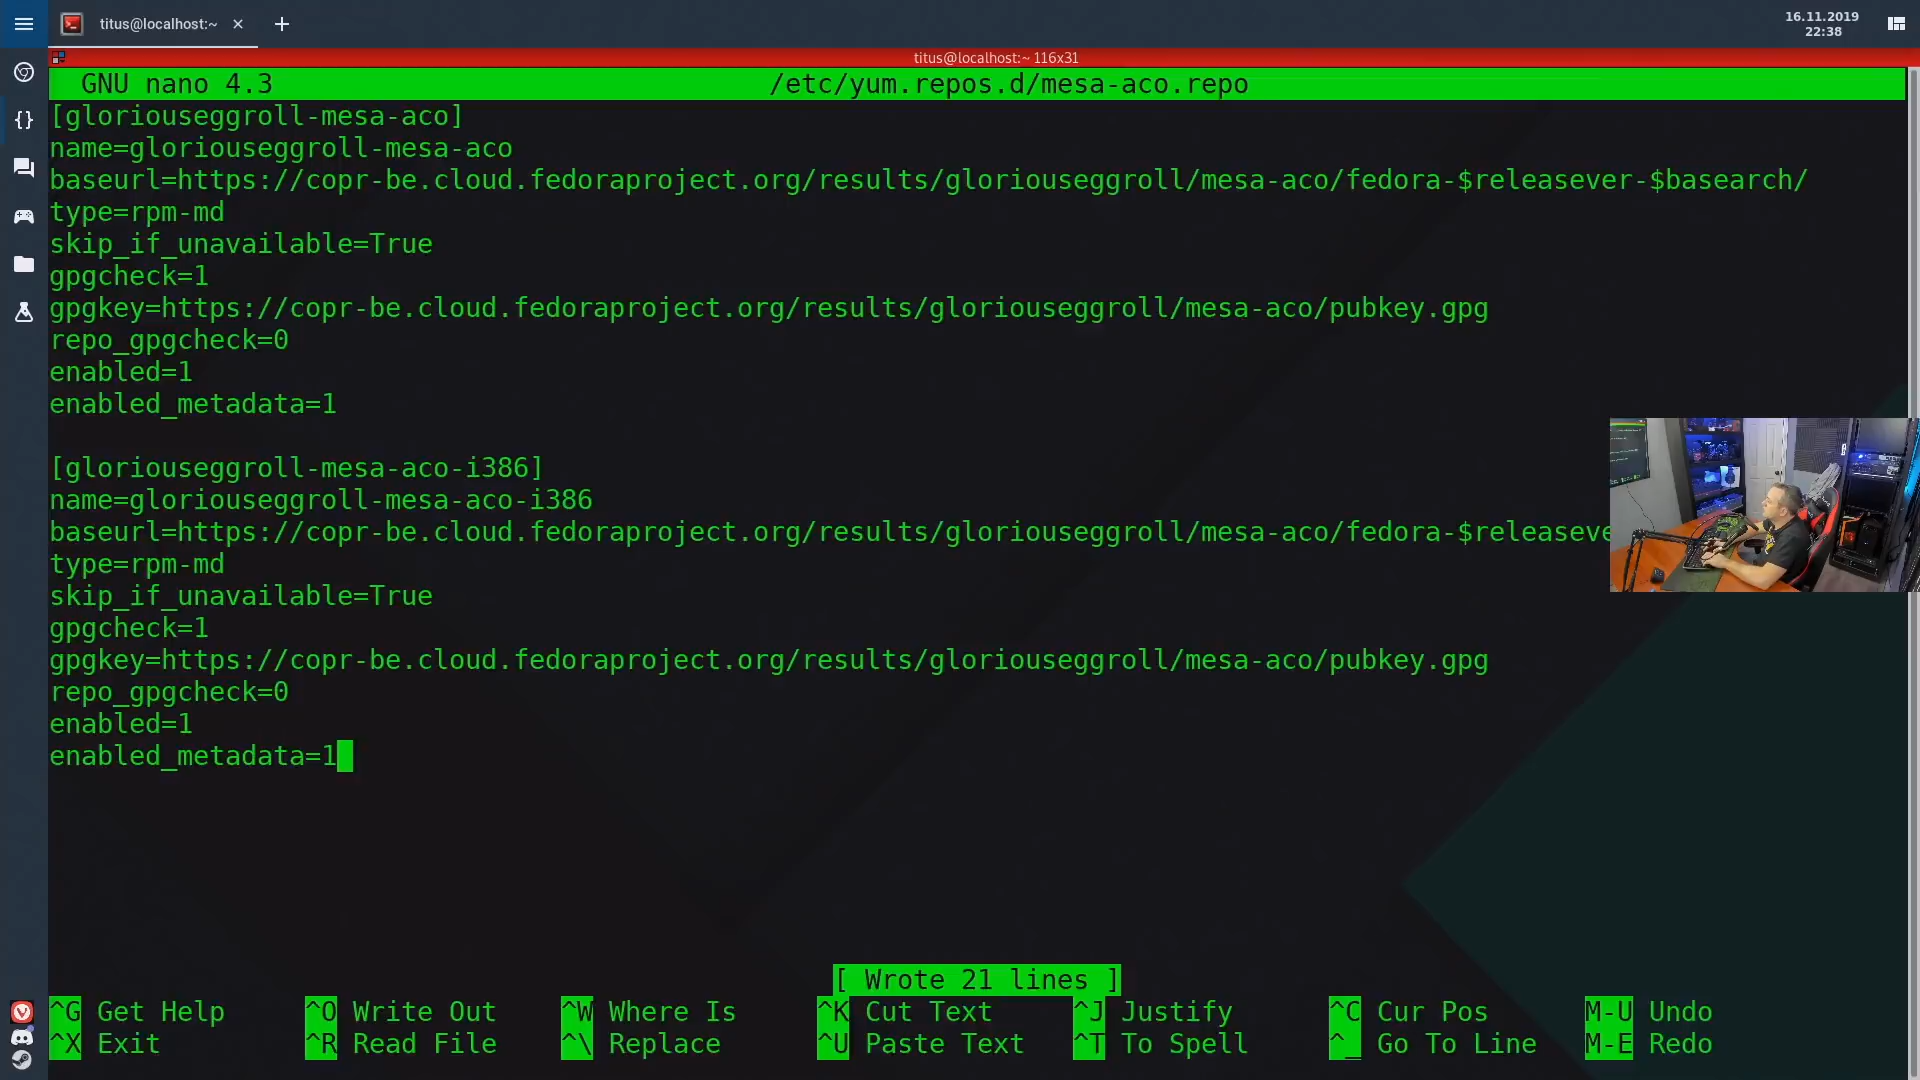 titus@localhost:~
16.11.2019
22:38
titus@localhost:~ 116x31
GNU nano 4.3 /etc/yum.repos.d/mesa-aco.repo
[gloriouseggroll-mesa-aco]
name=gloriouseggroll-mesa-aco
baseurl=https://copr-be.cloud.fedoraproject.org/results/gloriouseggroll/mesa-aco/fedora-$releasever-$basearch/
type=rpm-md
skip_if_unavailable=True
gpgcheck=1
gpgkey=https://copr-be.cloud.fedoraproject.org/results/gloriouseggroll/mesa-aco/pubkey.gpg
repo_gpgcheck=0
enabled=1
enabled_metadata=1
[gloriouseggroll-mesa-aco-i386]
name=gloriouseggroll-mesa-aco-i386
baseurl=https://copr-be.cloud.fedoraproject.org/results/gloriouseggroll/mesa-aco/fedora-$releaseve
type=rpm-md
skip_if_unavailable=True
gpgcheck=1
gpgkey=https://copr-be.cloud.fedoraproject.org/results/gloriouseggroll/mesa-aco/pubkey.gpg
repo_gpgcheck=0
enabled=1
enabled_metadata=1
[ Wrote 21 lines ]
^G Get Help ^O Write Out ^W Where Is ^K Cut Text ^J Justify ^C Cur Pos M-U Undo
^X Exit ^R Read File ^\ Replace ^U Paste Text ^T To Spell ^_ Go To Line M-E Redo